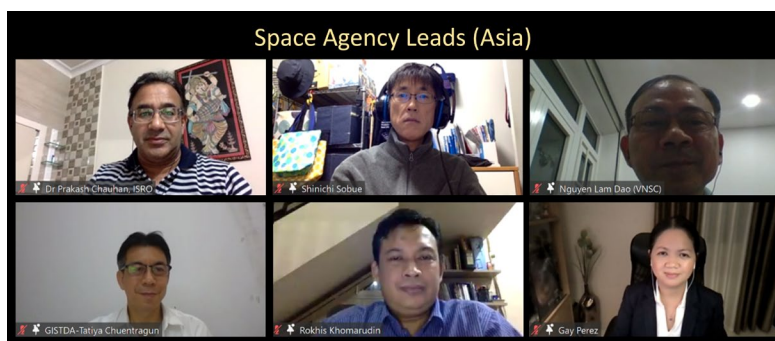 Space Agency Leads (Asia)
Dr Prakash Chauhan, ISRO
Shinichi Sobue
Nguyen Lam Dao (VNSC)
GISTDA-Tatiya Chuentragun
Rokhis Khomarudin
Gay Perez